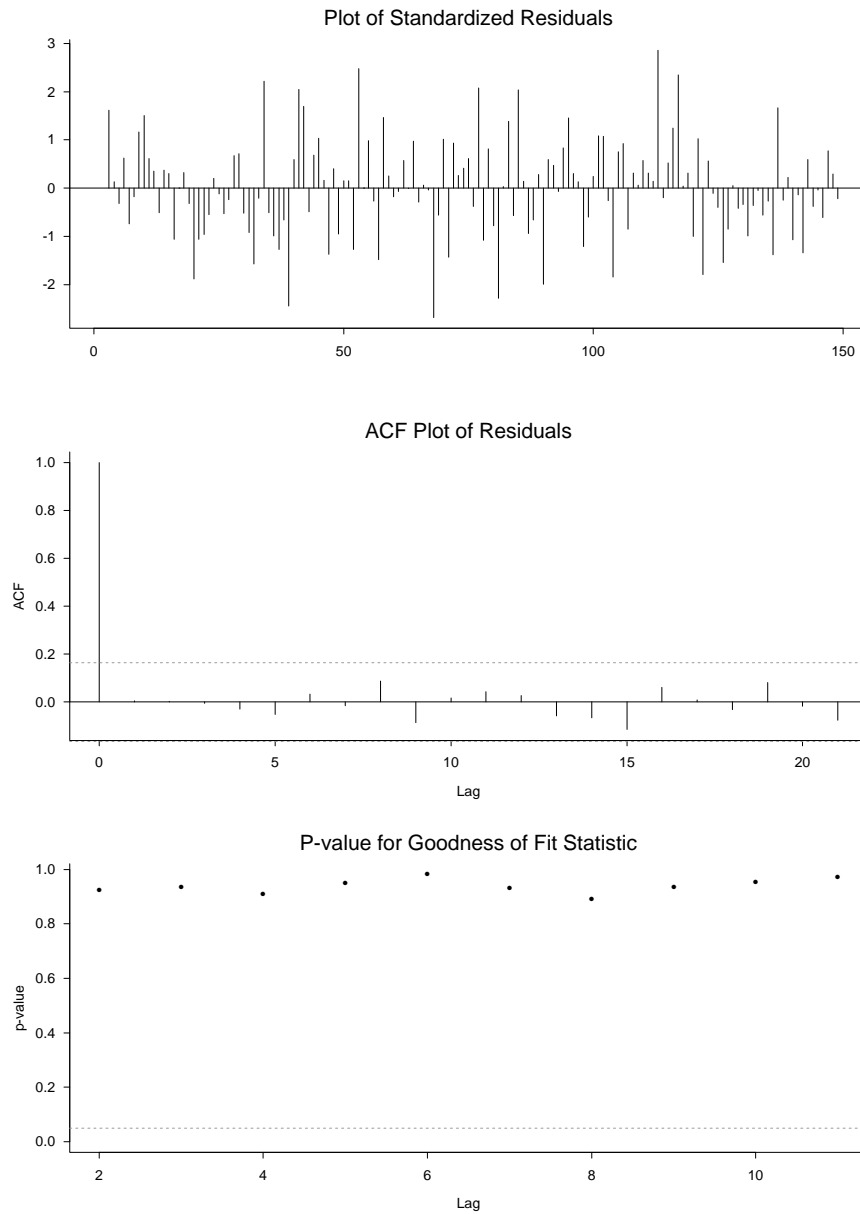 Plot of Standardized Residuals
3
2
1
0
-1
-2
0 50 100 150
ACF Plot of Residuals
1.0
0.8
0.6
0.4
0.2
0.0
ACF
0 5 10 15 20
Lag
P-value for Goodness of Fit Statistic
1.0
0.8
0.6
0.4
0.2
0.0
p-value
2 4 6 8 10
Lag